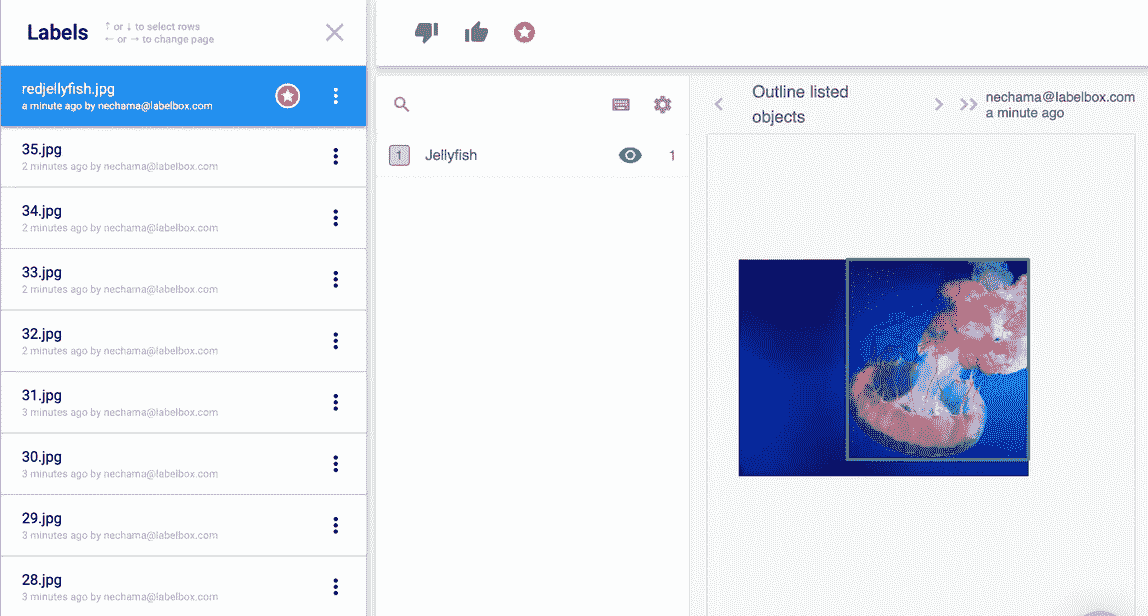 Labels
↑ or ↓ to select rows
← or → to change page
redjellyfish.jpg
a minute ago by nechama@labelbox.com
35.jpg
2 minutes ago by nechama@labelbox.com
34.jpg
2 minutes ago by nechama@labelbox.com
33.jpg
2 minutes ago by nechama@labelbox.com
32.jpg
2 minutes ago by nechama@labelbox.com
31.jpg
3 minutes ago by nechama@labelbox.com
30.jpg
3 minutes ago by nechama@labelbox.com
29.jpg
3 minutes ago by nechama@labelbox.com
28.jpg
3 minutes ago by nechama@labelbox.com
1 Jellyfish 1
Outline listed
objects
nechama@labelbox.com
a minute ago